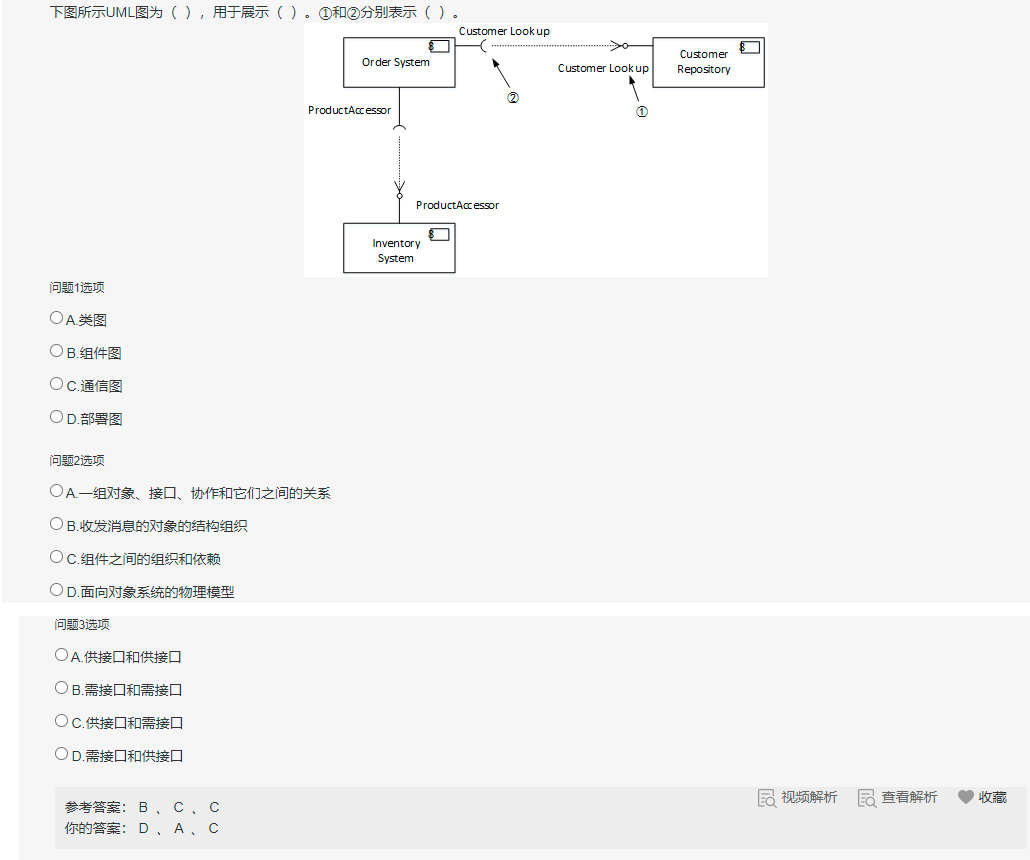 下图所示UML图为（ ），用于展示（ ）。①和②分别表示（ ）。
Customer Look up
Order System
Customer
Repository
Customer Look up
②
①
ProductAccessor
ProductAccessor
Inventory
System
问题1选项
A.类图
B.组件图
C.通信图
D.部署图
问题2选项
A.一组对象、接口、协作和它们之间的关系
B.收发消息的对象的结构组织
C.组件之间的组织和依赖
D.面向对象系统的物理模型
问题3选项
A.供接口和供接口
B.需接口和需接口
C.供接口和需接口
D.需接口和供接口
视频解析 查看解析 收藏
参考答案： B 、 C 、 C
你的答案： D 、 A 、 C